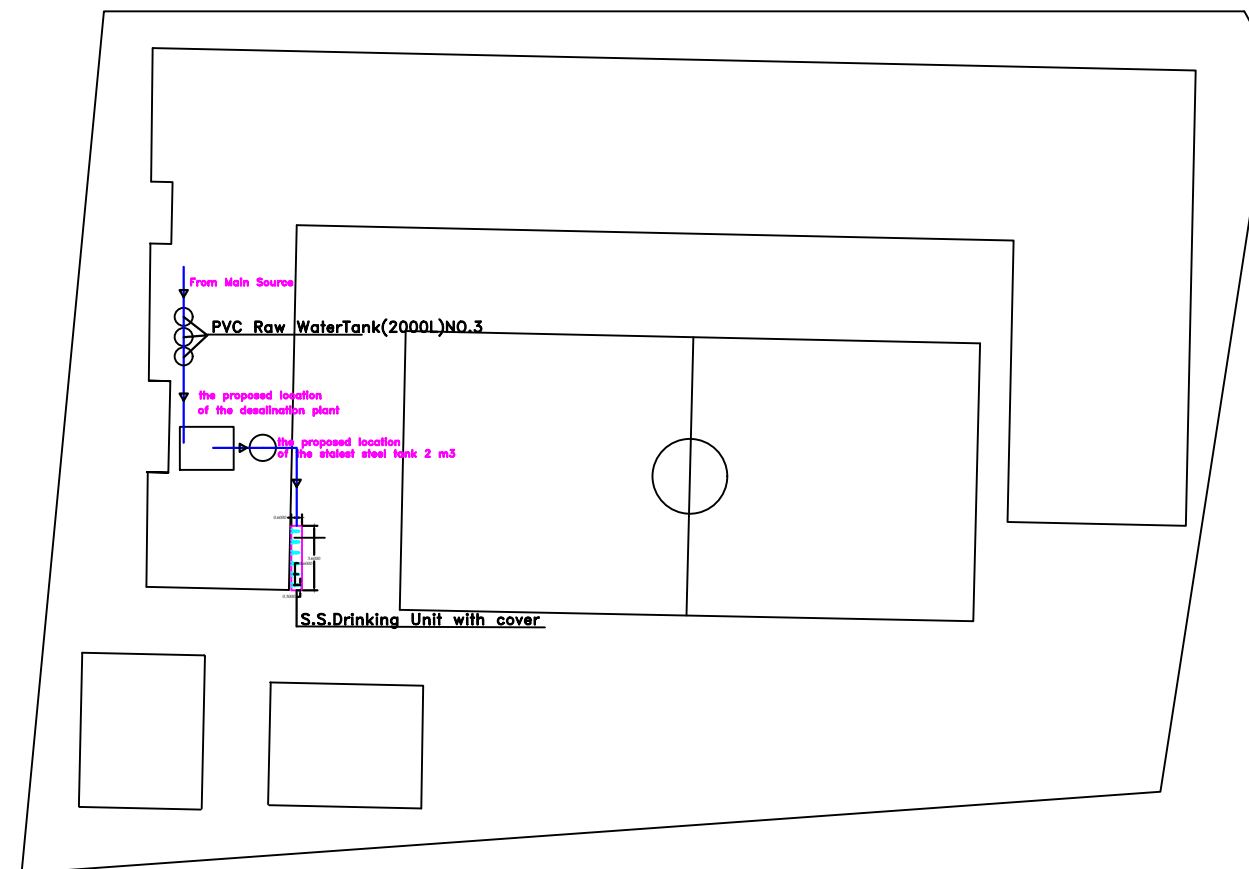 From Main Source
PVC Raw WaterTank(2000L)NO.3
the proposed location
of the desalination plant
the proposed location
of the stalest steel tank 2 m3
S.S.Drinking Unit with cover